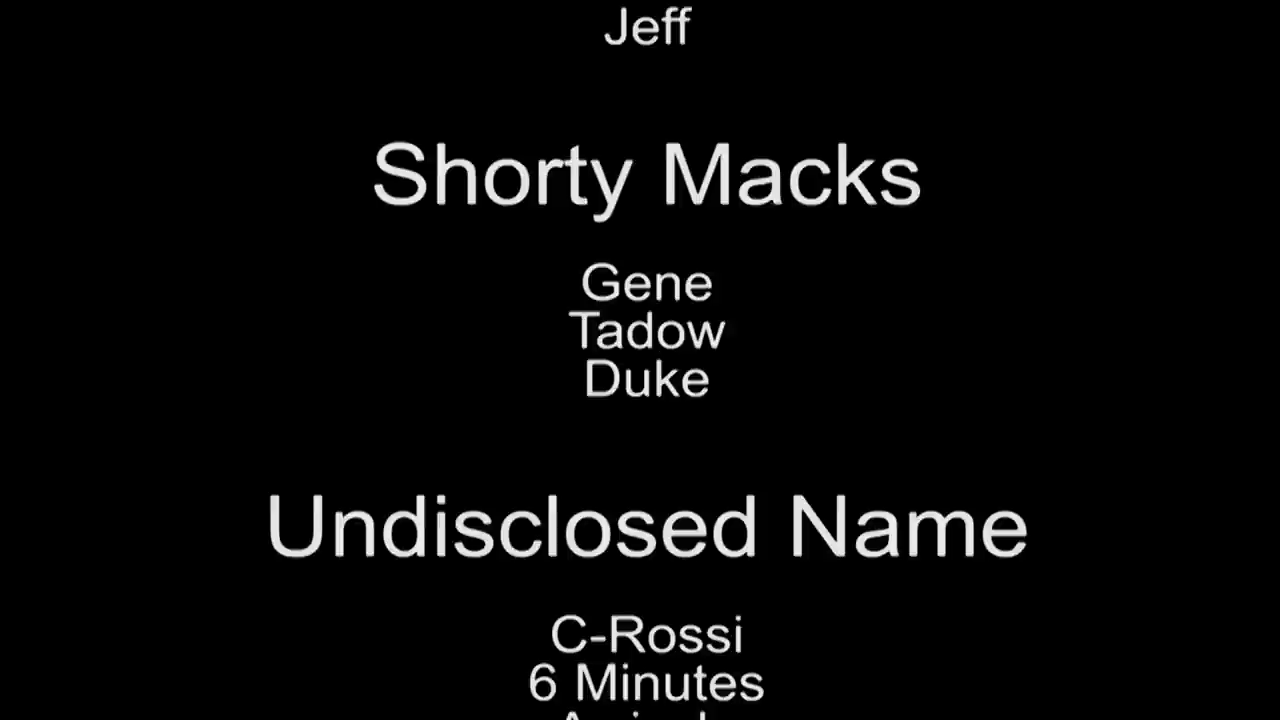 Jeff
Shorty Macks
Gene
Tadow
Duke
Undisclosed Name
C-Rossi
6 Minutes